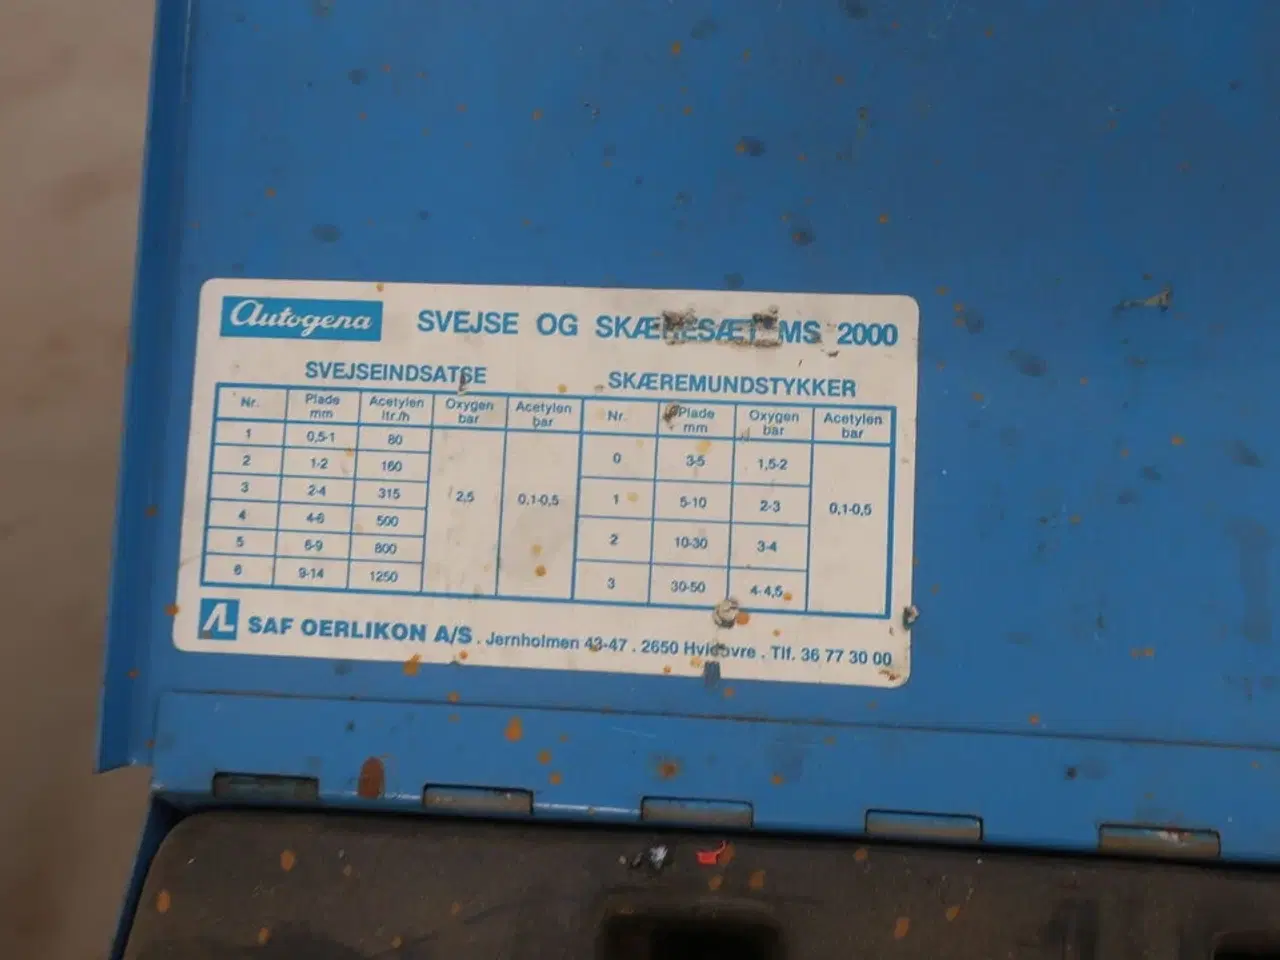 Autogena SVEJSE OG SKÆRESÆT MS 2000
SVEJSEINDSATSE
Nr. Plade mm Acetylen ltr./h Oxygen bar Acetylen bar
1 0,5-1 80
2 1-2 160
3 2-4 315
4 4-6 500
5 6-9 800
6 9-14 1250
2,5 0,1-0,5
SKÆREMUNDSTYKKER
Nr. Plade mm Oxygen bar Acetylen bar
0 3-5 1,5-2
1 5-10 2-3
2 10-30 3-4
3 30-50 4-4,5
0,1-0,5
AL SAF OERLIKON A/S . Jernholmen 43-47 . 2650 Hvidovre . Tlf. 36 77 30 00